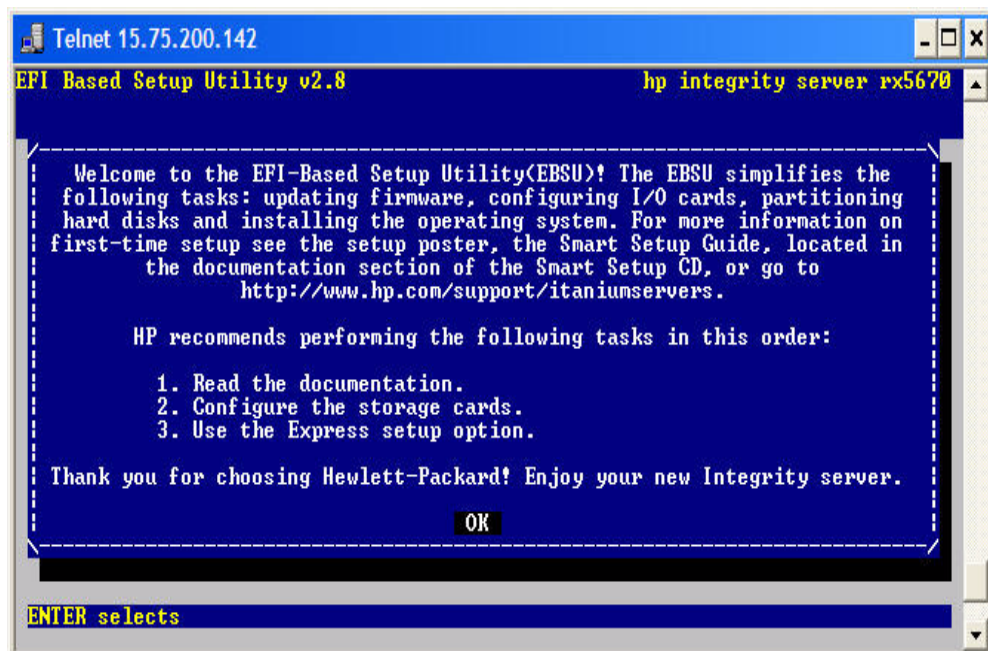 Telnet 15.75.200.142
EFI Based Setup Utility v2.8 hp integrity server rx5670
Welcome to the EFI-Based Setup Utility(EBSU)! The EBSU simplifies the
following tasks: updating firmware, configuring I/O cards, partitioning
hard disks and installing the operating system. For more information on
first-time setup see the setup poster, the Smart Setup Guide, located in
the documentation section of the Smart Setup CD, or go to
http://www.hp.com/support/itaniumservers.
HP recommends performing the following tasks in this order:
1. Read the documentation.
2. Configure the storage cards.
3. Use the Express setup option.
Thank you for choosing Hewlett-Packard! Enjoy your new Integrity server.
OK
ENTER selects